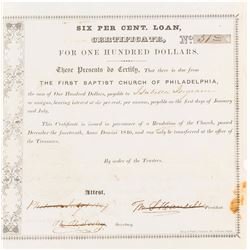 SIX PER CENT. LOAN,
CERTIFICATE, No. 
FOR ONE HUNDRED DOLLARS.
These Presents do Certify, That there is due from
THE FIRST BAPTIST CHURCH OF PHILADELPHIA,
the sum of One Hundred Dollars, payable to
or assigns, bearing interest at six per cent, per annum, payable on the first days of January
and July.
This Certificate is issued in pursuance of a Resolution of the Church, passed
December the fourteenth, Anno Domini 1846, and can only be transferred at the office of
the Treasurer.
By order of the Trustees.
Attest,
President
Secretary.